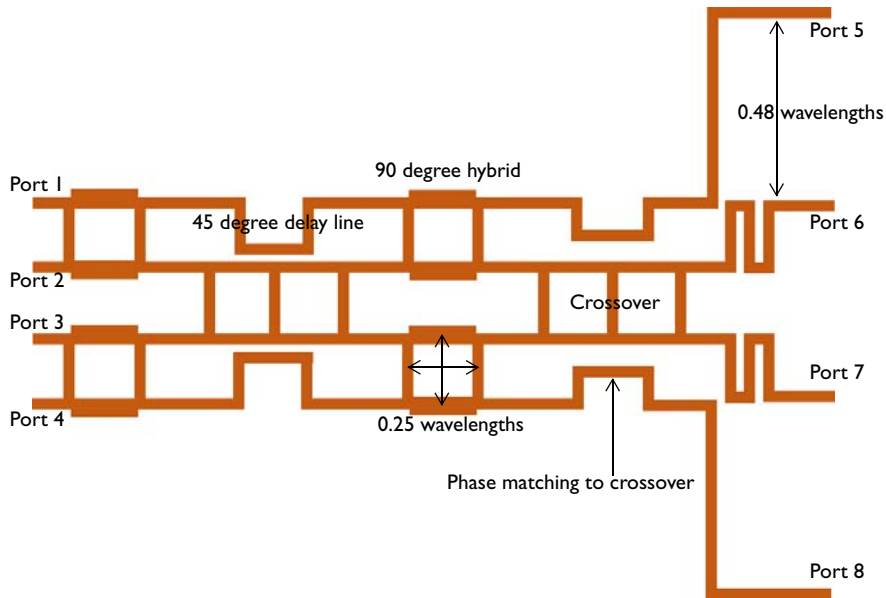 Port 5
0.48 wavelengths
90 degree hybrid
Port 1
45 degree delay line
Port 6
Port 2
Crossover
Port 3
Port 7
Port 4
0.25 wavelengths
Phase matching to crossover
Port 8